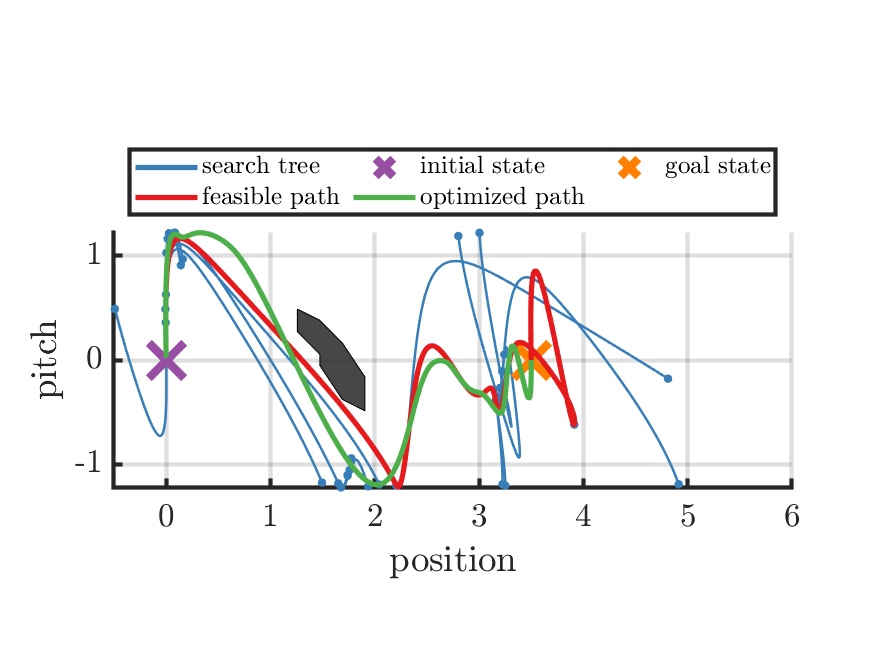 search tree initial state goal state
feasible path optimized path
1
0
-1
pitch
0 1 2 3 4 5 6
position